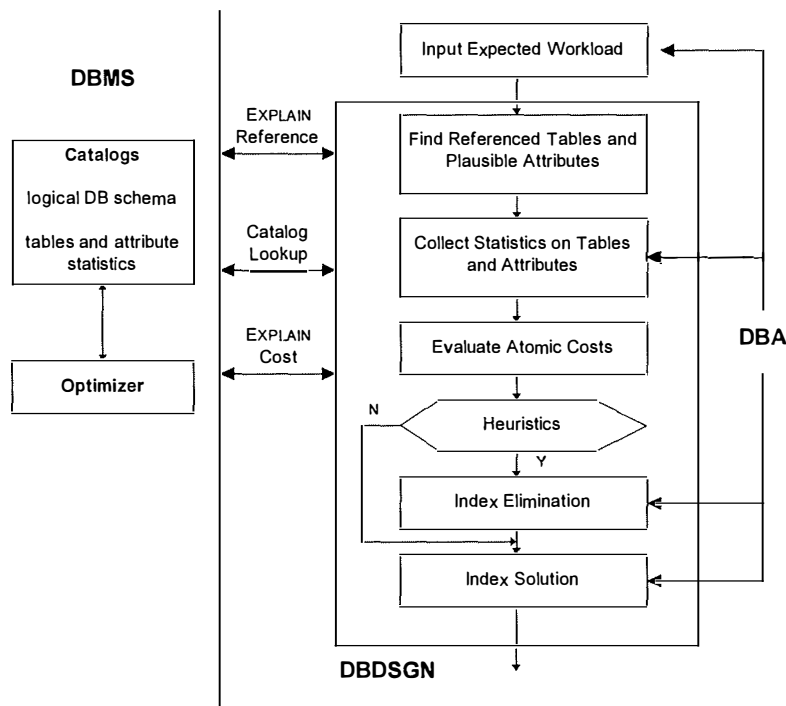 Input Expected Workload
DBMS
EXPLAIN
Reference
Find Referenced Tables and
Plausible Attributes
Catalogs
logical DB schema
tables and attribute
statistics
Catalog
Lookup
Collect Statistics on Tables
and Attributes
EXPLAIN
Cost
Evaluate Atomic Costs
DBA
Optimizer
N
Heuristics
Y
Index Elimination
Index Solution
DBDSGN